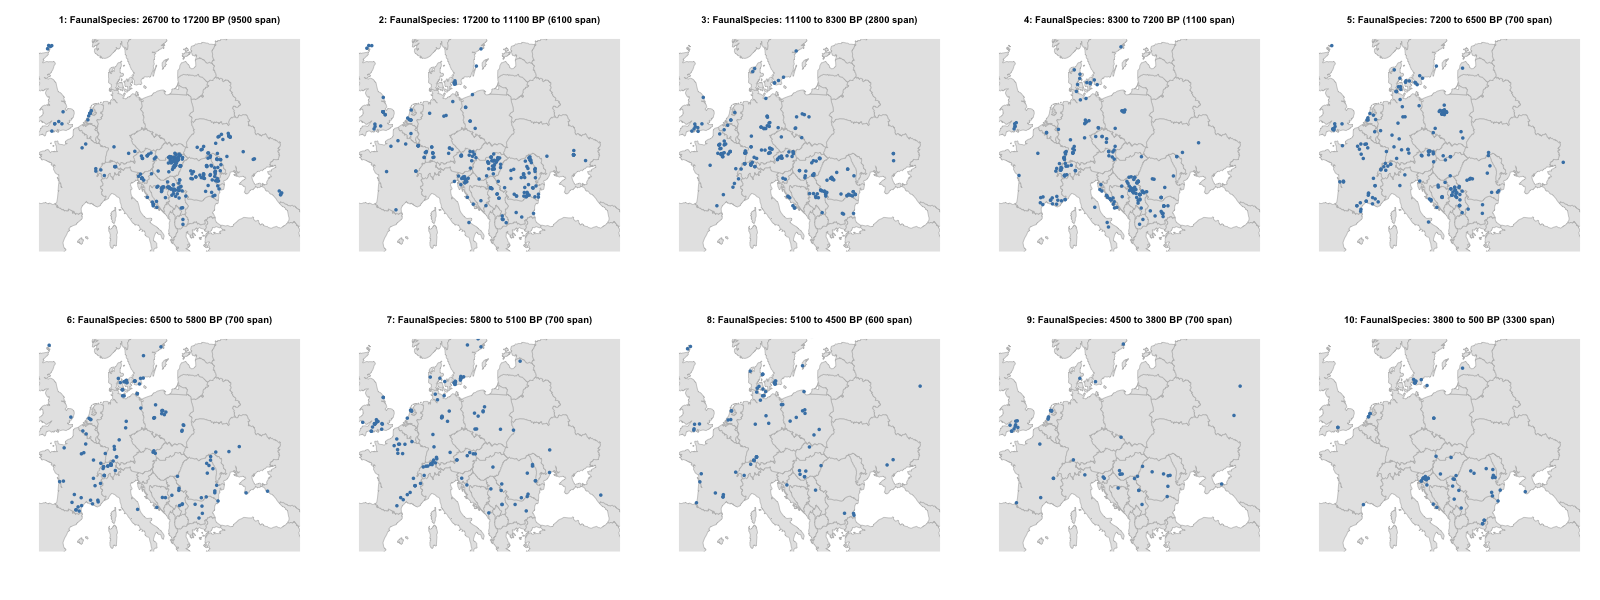 1: FaunalSpecies: 26700 to 17200 BP (9500 span)
2: FaunalSpecies: 17200 to 11100 BP (6100 span)
3: FaunalSpecies: 11100 to 8300 BP (2800 span)
4: FaunalSpecies: 8300 to 7200 BP (1100 span)
5: FaunalSpecies: 7200 to 6500 BP (700 span)
6: FaunalSpecies: 6500 to 5800 BP (700 span)
7: FaunalSpecies: 5800 to 5100 BP (700 span)
8: FaunalSpecies: 5100 to 4500 BP (600 span)
9: FaunalSpecies: 4500 to 3800 BP (700 span)
10: FaunalSpecies: 3800 to 500 BP (3300 span)